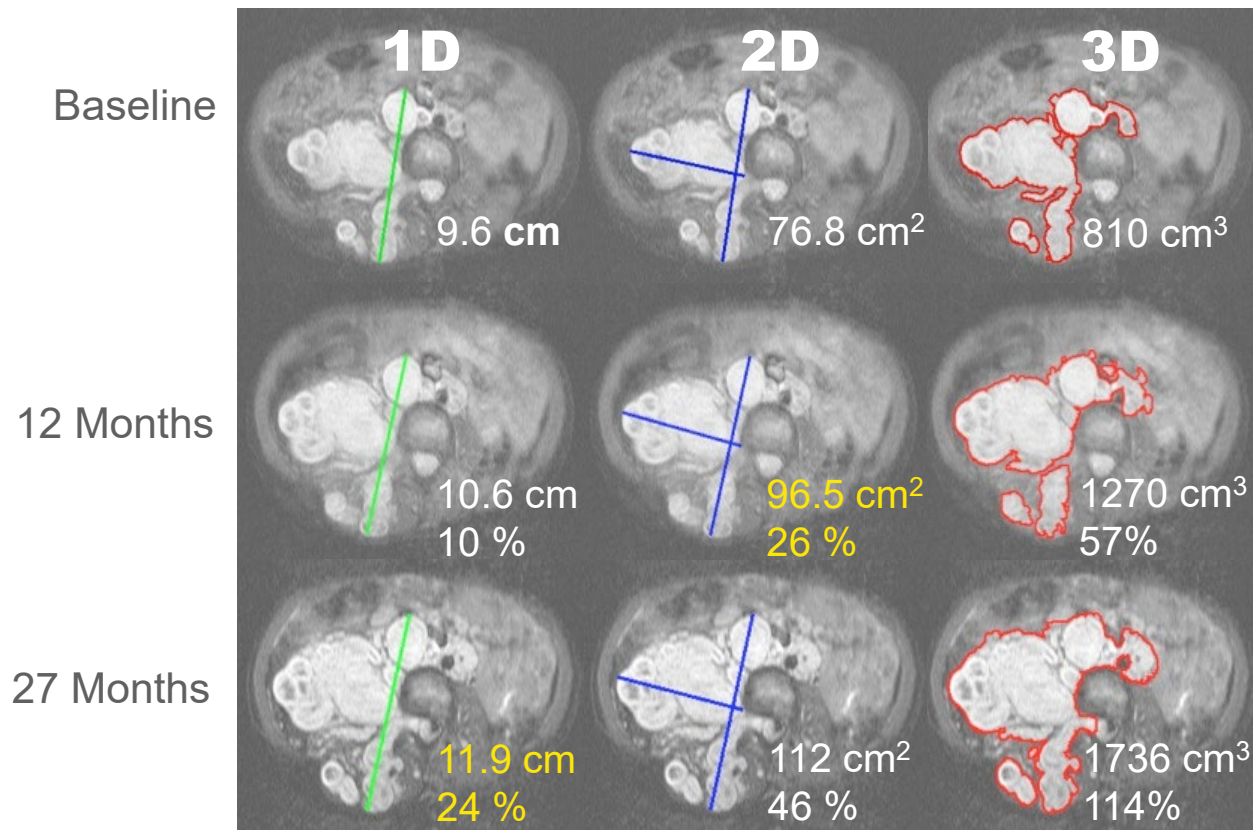 1D 2D 3D
Baseline
9.6 cm 76.8 cm² 810 cm³
12 Months
10.6 cm 96.5 cm² 1270 cm³
10 % 26 % 57%
27 Months
11.9 cm 112 cm² 1736 cm³
24 % 46 % 114%